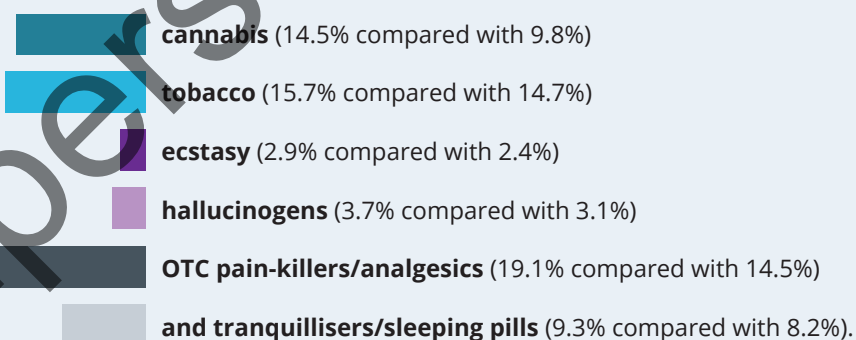 cannabis (14.5% compared with 9.8%)
tobacco (15.7% compared with 14.7%)
ecstasy (2.9% compared with 2.4%)
hallucinogens (3.7% compared with 3.1%)
OTC pain-killers/analgesics (19.1% compared with 14.5%)
and tranquillisers/sleeping pills (9.3% compared with 8.2%).